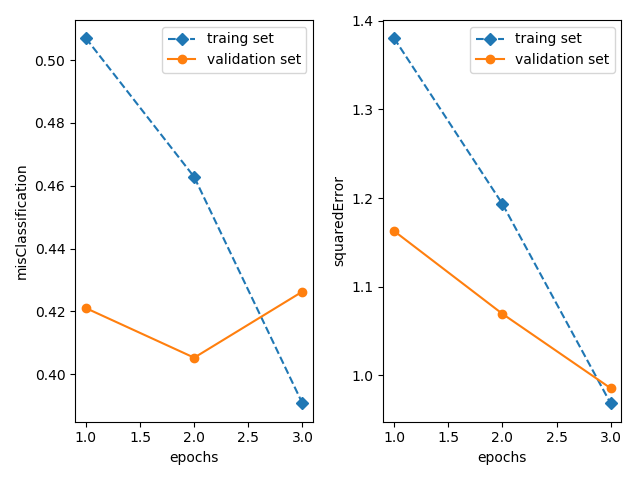 traing set
validation set
misClassification
0.50
0.48
0.46
0.44
0.42
0.40
1.0 1.5 2.0 2.5 3.0
epochs
traing set
validation set
squaredError
1.4
1.3
1.2
1.1
1.0
1.0 1.5 2.0 2.5 3.0
epochs